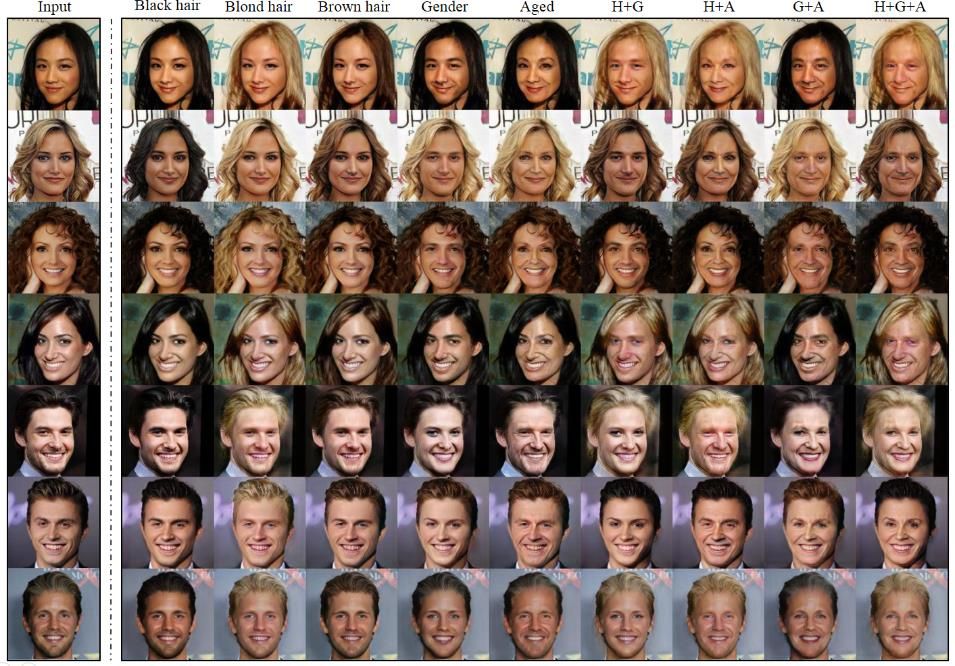 Input Black hair Blond hair Brown hair Gender Aged H+G H+A G+A H+G+A